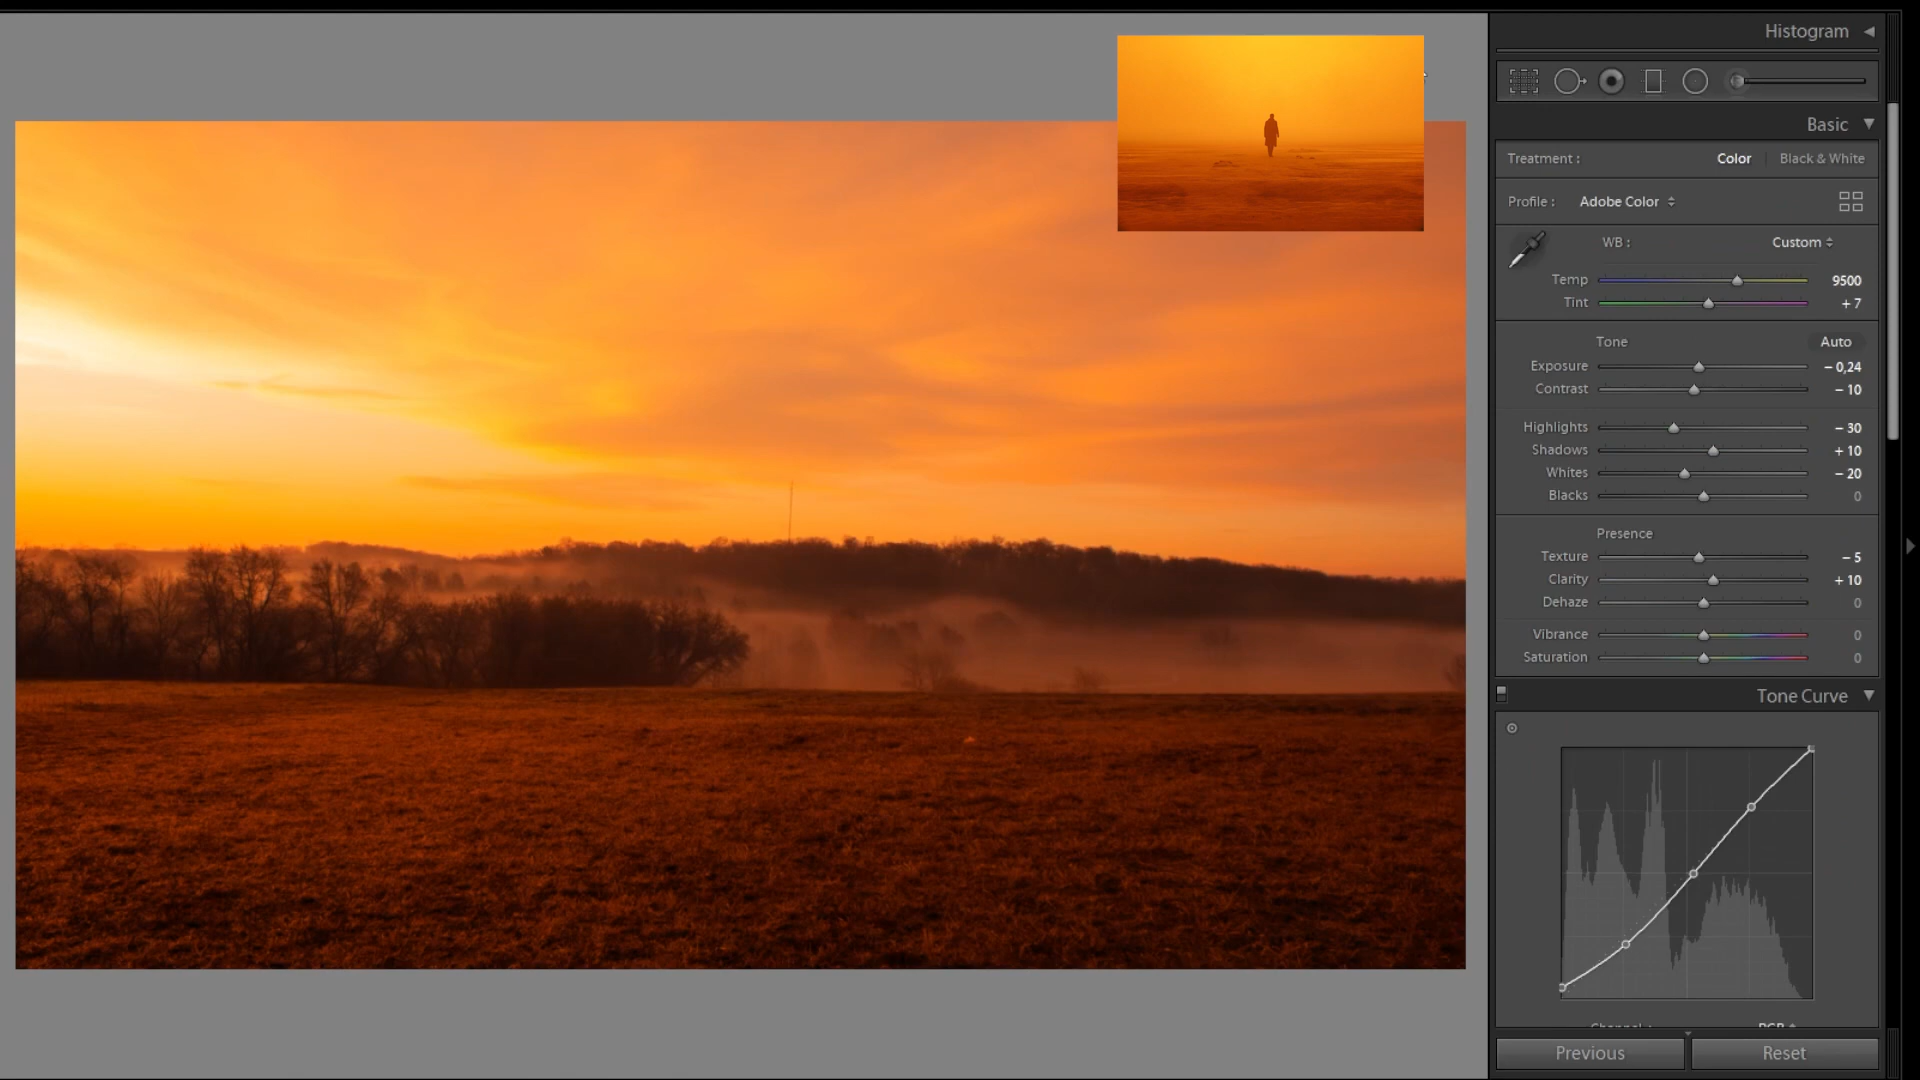 Histogram
Basic
Treatment : Color Black & White
Profile : Adobe Color
WB : Custom
Temp 9500
Tint + 7
Tone Auto
Exposure − 0,24
Contrast − 10
Highlights − 30
Shadows + 10
Whites − 20
Blacks 0
Presence
Texture − 5
Clarity + 10
Dehaze 0
Vibrance 0
Saturation 0
Tone Curve
Channel : RGB
Previous Reset